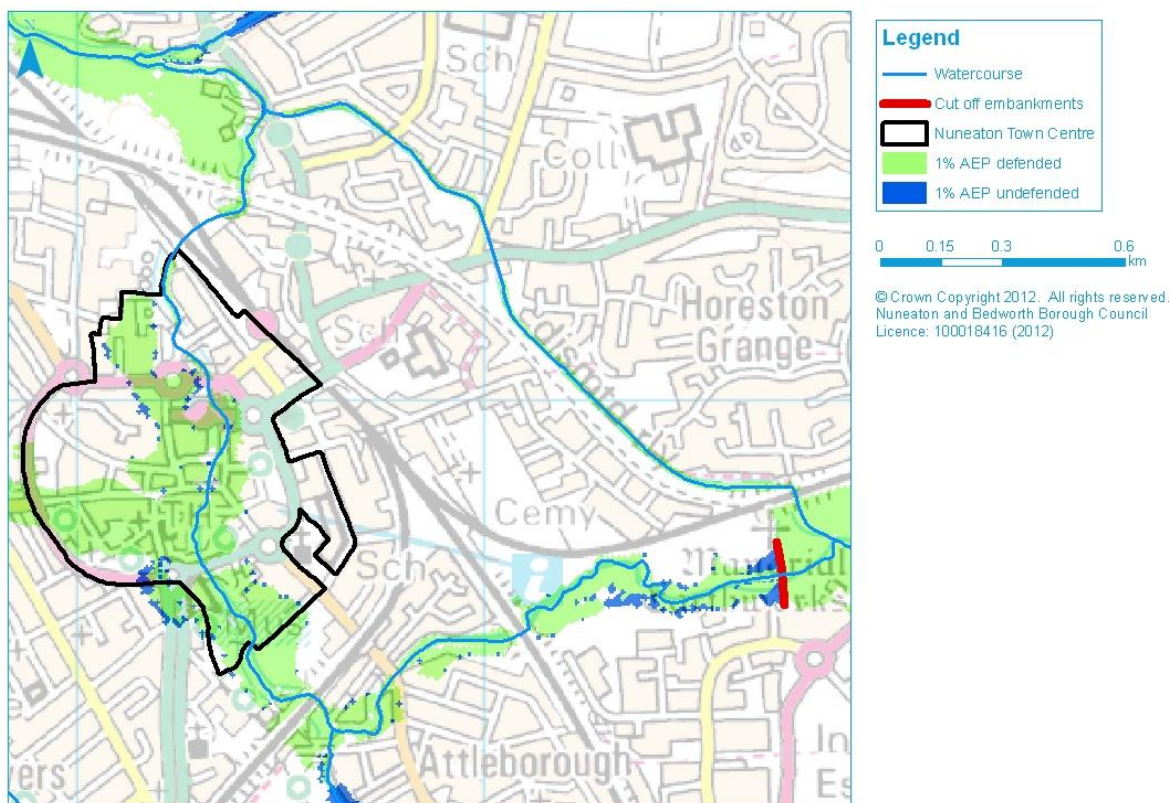 N
Sch
Coll
Horeston
Grange
Sch
Cemy
Sch
Mus
Memorial
i
Attleborough
In
Es
Legend
Watercourse
Cut off embankments
Nuneaton Town Centre
1% AEP defended
1% AEP undefended
0 0.15 0.3 0.6
km
© Crown Copyright 2012. All rights reserved.
Nuneaton and Bedworth Borough Council
Licence: 100018416 (2012)